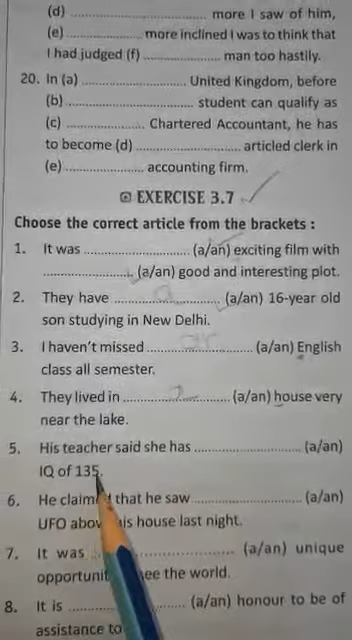 (d) ........................................ more I saw of him,
(e) ...................... more inclined I was to think that
I had judged (f) ...................... man too hastily.
20. In (a) .............................. United Kingdom, before
(b) ...................................... student can qualify as
(c) ...................... Chartered Accountant, he has
to become (d) .............................. articled clerk in
(e) ....................... accounting firm.
EXERCISE 3.7
Choose the correct article from the brackets :
1. It was .............................. (a/an) exciting film with
......................... (a/an) good and interesting plot.
2. They have .............................. (a/an) 16-year old
son studying in New Delhi.
3. I haven't missed .............................. (a/an) English
class all semester.
4. They lived in .............................. (a/an) house very
near the lake.
5. His teacher said she has .............................. (a/an)
IQ of 135.
6. He claim that he saw .............................. (a/an)
UFO his house last night.
7. It was .............................. (a/an) unique
ee the world.
8. It is .............................. (a/an) honour to be of
assistance to